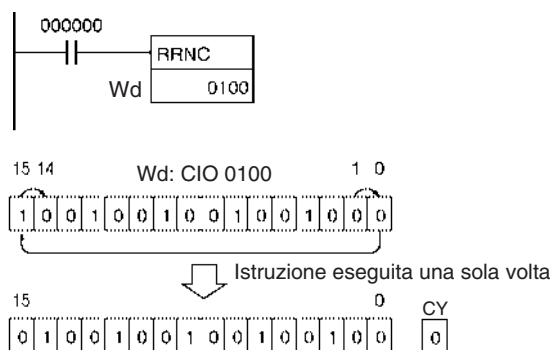 000000
RRNC
Wd 0100
15 14 Wd: CIO 0100 1 0
1 0 0 1 0 0 1 0 0 1 0 0 1 0 0 0
Istruzione eseguita una sola volta
15 0 CY
0 1 0 0 1 0 0 1 0 0 1 0 0 1 0 0 0